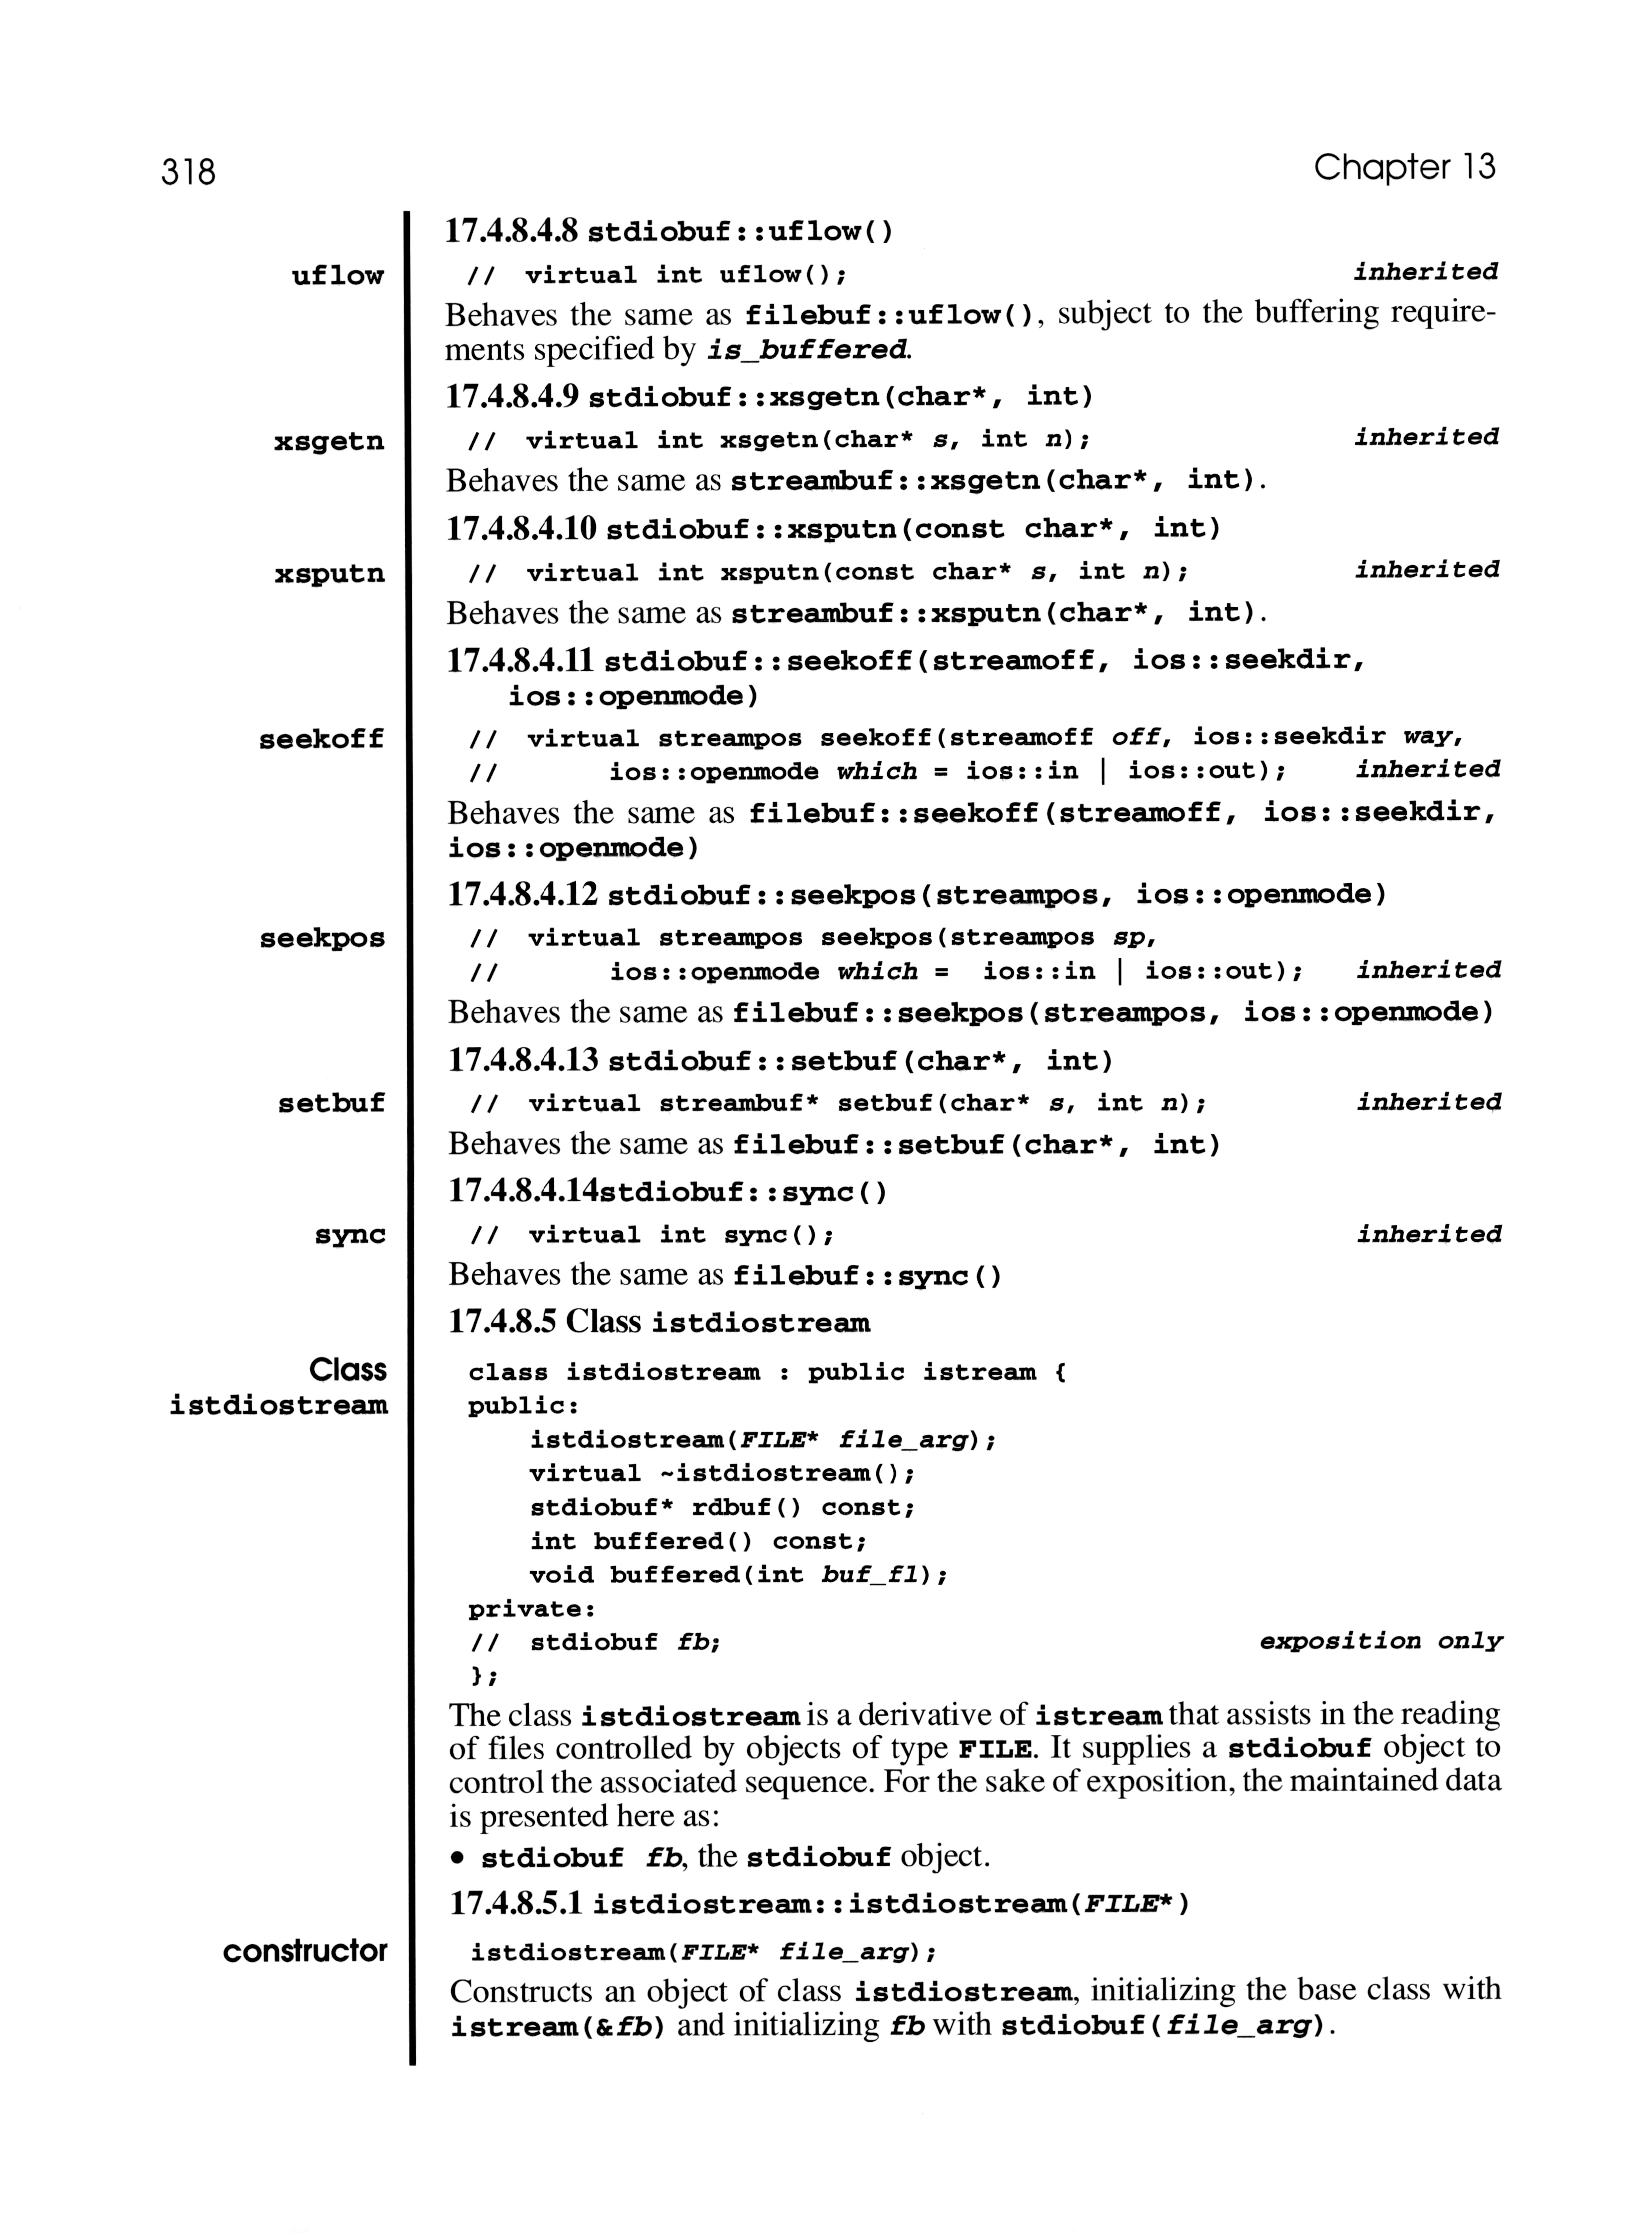 318
Chapter 13
17.4.8.4.8 stdiobuf::uflow()
uflow
// virtual int uflow(); inherited
Behaves the same as filebuf::uflow(), subject to the buffering require-
ments specified by is_buffered.
17.4.8.4.9 stdiobuf::xsgetn(char*, int)
xsgetn
// virtual int xsgetn(char* s, int n); inherited
Behaves the same as streambuf::xsgetn(char*, int).
17.4.8.4.10 stdiobuf::xsputn(const char*, int)
xsputn
// virtual int xsputn(const char* s, int n); inherited
Behaves the same as streambuf::xsputn(char*, int).
17.4.8.4.11 stdiobuf::seekoff(streamoff, ios::seekdir,
ios::openmode)
seekoff
// virtual streampos seekoff(streamoff off, ios::seekdir way,
// ios::openmode which = ios::in | ios::out); inherited
Behaves the same as filebuf::seekoff(streamoff, ios::seekdir,
ios::openmode)
17.4.8.4.12 stdiobuf::seekpos(streampos, ios::openmode)
seekpos
// virtual streampos seekpos(streampos sp,
// ios::openmode which = ios::in | ios::out); inherited
Behaves the same as filebuf::seekpos(streampos, ios::openmode)
17.4.8.4.13 stdiobuf::setbuf(char*, int)
setbuf
// virtual streambuf* setbuf(char* s, int n); inherited
Behaves the same as filebuf::setbuf(char*, int)
17.4.8.4.14stdiobuf::sync()
sync
// virtual int sync(); inherited
Behaves the same as filebuf::sync()
17.4.8.5 Class istdiostream
Class
istdiostream
class istdiostream : public istream {
public:
istdiostream(FILE* file_arg);
virtual ~istdiostream();
stdiobuf* rdbuf() const;
int buffered() const;
void buffered(int buf_fl);
private:
// stdiobuf fb; exposition only
};
The class istdiostream is a derivative of istream that assists in the reading
of files controlled by objects of type FILE. It supplies a stdiobuf object to
control the associated sequence. For the sake of exposition, the maintained data
is presented here as:
• stdiobuf fb, the stdiobuf object.
17.4.8.5.1 istdiostream::istdiostream(FILE*)
constructor
istdiostream(FILE* file_arg);
Constructs an object of class istdiostream, initializing the base class with
istream(&fb) and initializing fb with stdiobuf(file_arg).